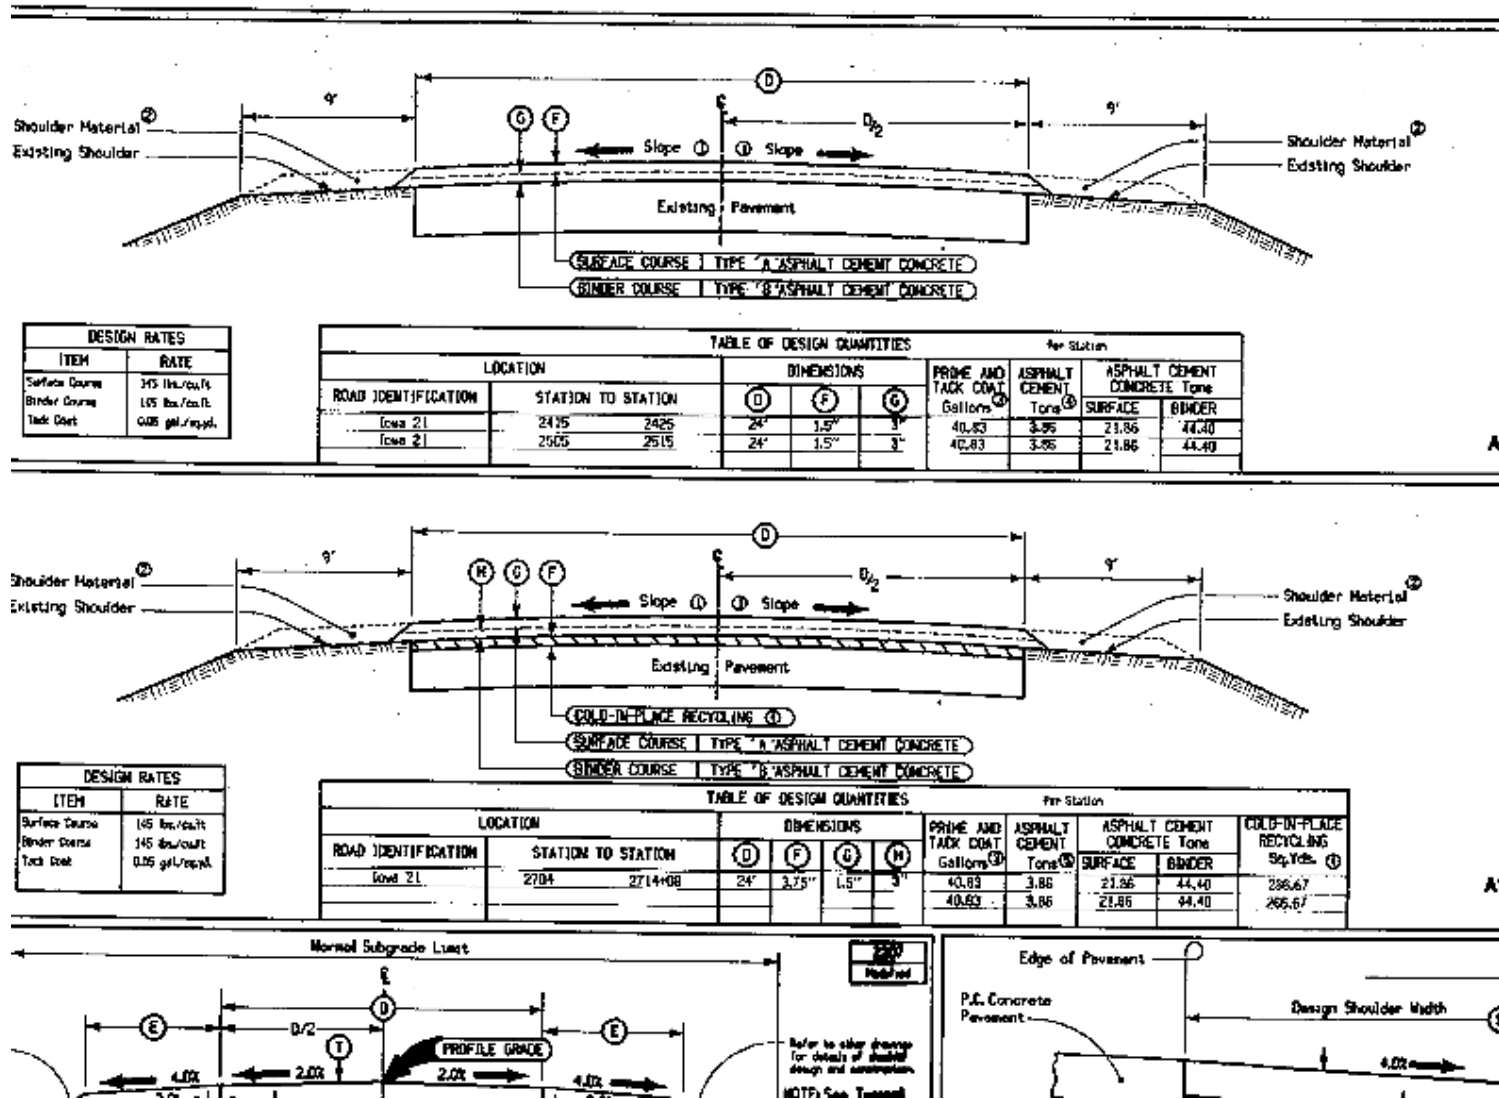 D
9'
9'
G F
C
D/2
Shoulder Material ②
Existing Shoulder
Slope ① ① Slope
Shoulder Material ②
Existing Shoulder
Existing Pavement
SURFACE COURSE | TYPE 'A' ASPHALT CEMENT CONCRETE
BINDER COURSE | TYPE 'B' ASPHALT CEMENT CONCRETE
DESIGN RATES
ITEM RATE
Surface Course 145 lbs./cu.ft.
Binder Course 145 lbs./cu.ft.
Tack Coat 0.05 gal./sq.yd.
TABLE OF DESIGN QUANTITIES Per Station
LOCATION DIMENSIONS PRIME AND TACK COAT Gallons ASPHALT CEMENT Tons ASPHALT CEMENT CONCRETE Tons
ROAD IDENTIFICATION STATION TO STATION D F G SURFACE BINDER
Iowa 21 2415 2425 24' 1.5" 3" 40.83 3.86 21.86 44.40
Iowa 21 2505 2515 24' 1.5" 3" 40.83 3.86 21.86 44.40
D
9'
9'
H G F
C
D/2
Shoulder Material ②
Existing Shoulder
Slope ① ① Slope
Shoulder Material ②
Existing Shoulder
Existing Pavement
COLD-IN-PLACE RECYCLING
SURFACE COURSE | TYPE 'A' ASPHALT CEMENT CONCRETE
BINDER COURSE | TYPE 'B' ASPHALT CEMENT CONCRETE
DESIGN RATES
ITEM RATE
Surface Course 145 lbs./cu.ft.
Binder Course 145 lbs./cu.ft.
Tack Coat 0.05 gal./sq.yd.
TABLE OF DESIGN QUANTITIES Per Station
LOCATION DIMENSIONS PRIME AND TACK COAT Gallons ASPHALT CEMENT Tons ASPHALT CEMENT CONCRETE Tons COLD-IN-PLACE RECYCLING Sq.Yds.
ROAD IDENTIFICATION STATION TO STATION D F G H SURFACE BINDER
Iowa 21 2704 2714+08 24' 3.75" 1.5" 3" 40.83 3.86 21.86 44.40 266.67
40.83 3.86 21.86 44.40 266.67
Normal Subgrade Limit
Modified
D
E D/2 E
T
PROFILE GRADE
4.0% 2.0% 2.0% 4.0%
Refer to other drawings
for details of shoulder
design and construction.
NOTE: See Typical
Edge of Pavement
P.C. Concrete
Pavement
Design Shoulder Width
4.0%